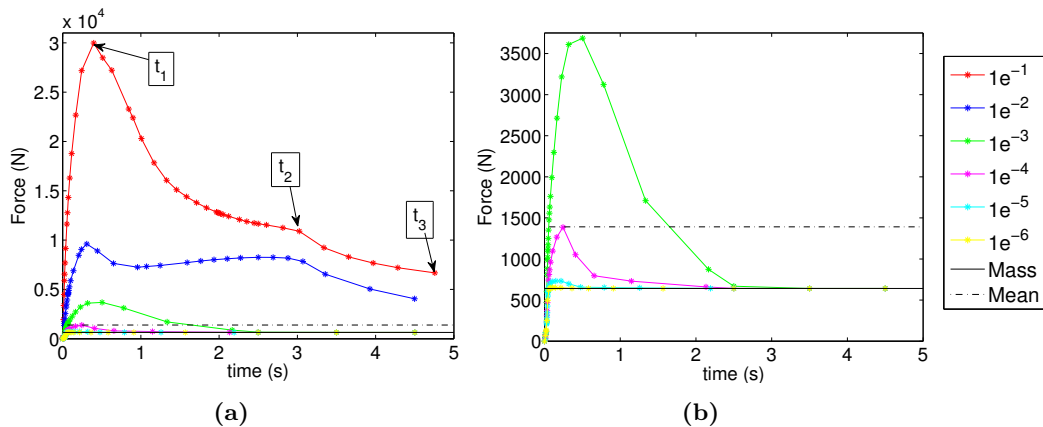 x 10⁴
3
2.5
2
1.5
1
0.5
0
Force (N)
0 1 2 3 4 5
time (s)
t₁
t₂
t₃
(a)
3500
3000
2500
2000
1500
1000
500
0
Force (N)
0 1 2 3 4 5
time (s)
(b)
1e⁻¹
1e⁻²
1e⁻³
1e⁻⁴
1e⁻⁵
1e⁻⁶
Mass
Mean